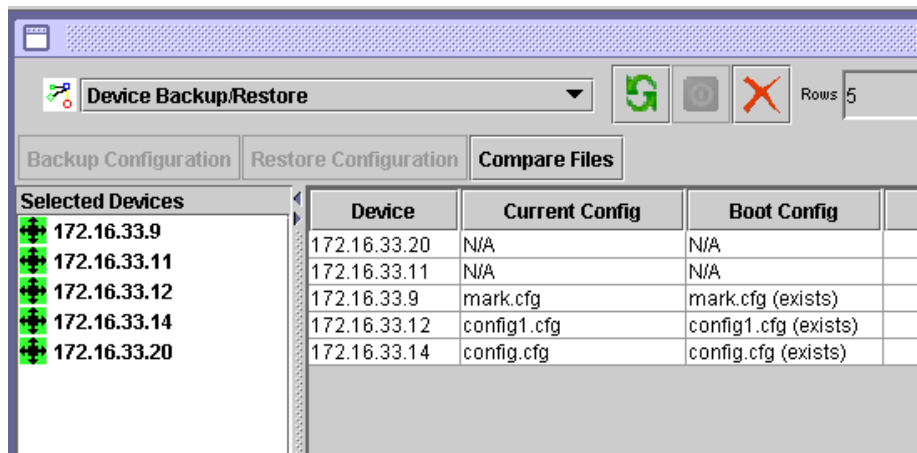 Device Backup/Restore Rows 5
Backup Configuration Restore Configuration Compare Files
Selected Devices
172.16.33.9
172.16.33.11
172.16.33.12
172.16.33.14
172.16.33.20
Device Current Config Boot Config
172.16.33.20 N/A N/A
172.16.33.11 N/A N/A
172.16.33.9 mark.cfg mark.cfg (exists)
172.16.33.12 config1.cfg config1.cfg (exists)
172.16.33.14 config.cfg config.cfg (exists)